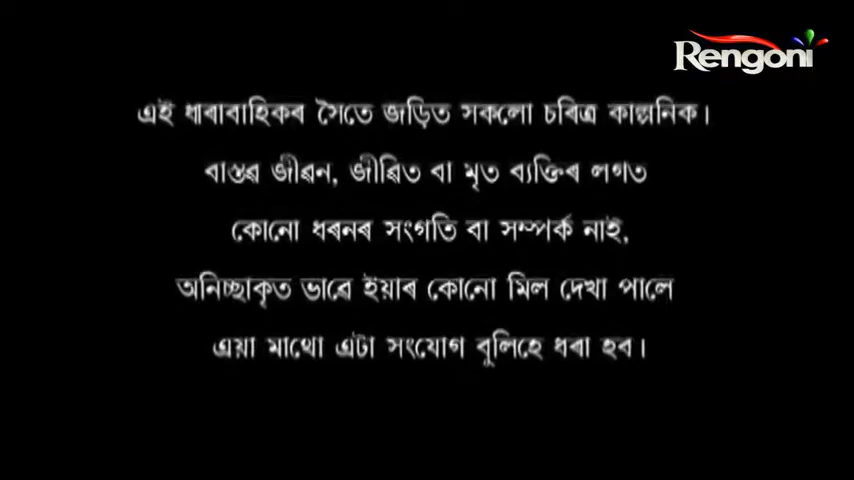 Rengoni
এই ধাৰাবাহিকৰ সৈতে জড়িত সকলো চৰিত্ৰ কাল্পনিক।
বাস্তৱ জীৱন, জীৱিত বা মৃত ব্যক্তিৰ লগত
কোনো ধৰনৰ সংগতি বা সম্পৰ্ক নাই,
অনিচ্ছাকৃত ভাৱে ইয়াৰ কোনো মিল দেখা পালে
এয়া মাথো এটা সংযোগ বুলিহে ধৰা হব।